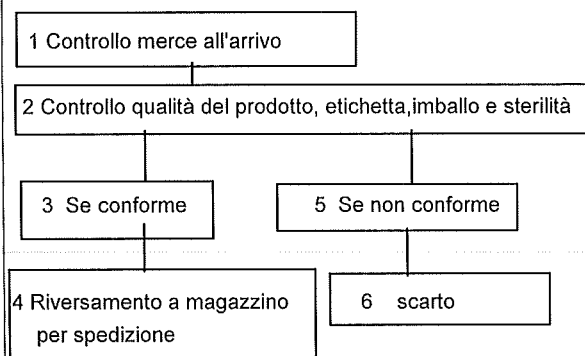 1 Controllo merce all'arrivo
2 Controllo qualità del prodotto, etichetta,imballo e sterilità
3 Se conforme
5 Se non conforme
4 Riversamento a magazzino
per spedizione
6 scarto